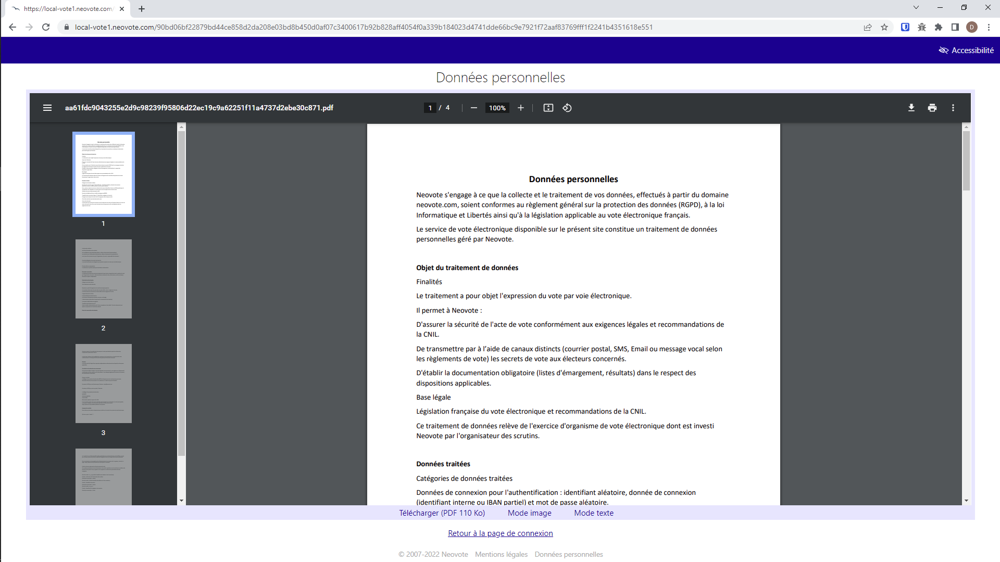 https://local-vote1.neovote.com/
local-vote1.neovote.com/90bd06bf22879bd44ce858d2da208e03bd8b450d0af07c3400617b92b828aff4054f0a339b184023d4741dde66bc9e7921f72aaf83769fff1f2241b4351618e551
D
Accessibilité
Données personnelles
aa61fdc9043255e2d9c98239f95806d22ec19c9a62251f11a4737d2ebe30c871.pdf
1 / 4
100%
1
2
3
Données personnelles
Neovote s'engage à ce que la collecte et le traitement de vos données, effectués à partir du domaine
neovote.com, soient conformes au règlement général sur la protection des données (RGPD), à la loi
Informatique et Libertés ainsi qu'à la législation applicable au vote électronique français.
Le service de vote électronique disponible sur le présent site constitue un traitement de données
personnelles géré par Neovote.
Objet du traitement de données
Finalités
Le traitement a pour objet l'expression du vote par voie électronique.
Il permet à Neovote :
D'assurer la sécurité de l'acte de vote conformément aux exigences légales et recommandations de
la CNIL.
De transmettre par à l’aide de canaux distincts (courrier postal, SMS, Email ou message vocal selon
les règlements de vote) les secrets de vote aux électeurs concernés.
D'établir la documentation obligatoire (listes d'émargement, résultats) dans le respect des
dispositions applicables.
Base légale
Législation française du vote électronique et recommandations de la CNIL.
Ce traitement de données relève de l'exercice d'organisme de vote électronique dont est investi
Neovote par l'organisateur des scrutins.
Données traitées
Catégories de données traitées
Données de connexion pour l'authentification : identifiant aléatoire, donnée de connexion
(identifiant interne ou IBAN partiel) et mot de passe aléatoire.
Télécharger (PDF 110 Ko) Mode image Mode texte
Retour à la page de connexion
© 2007-2022 Neovote Mentions légales Données personnelles